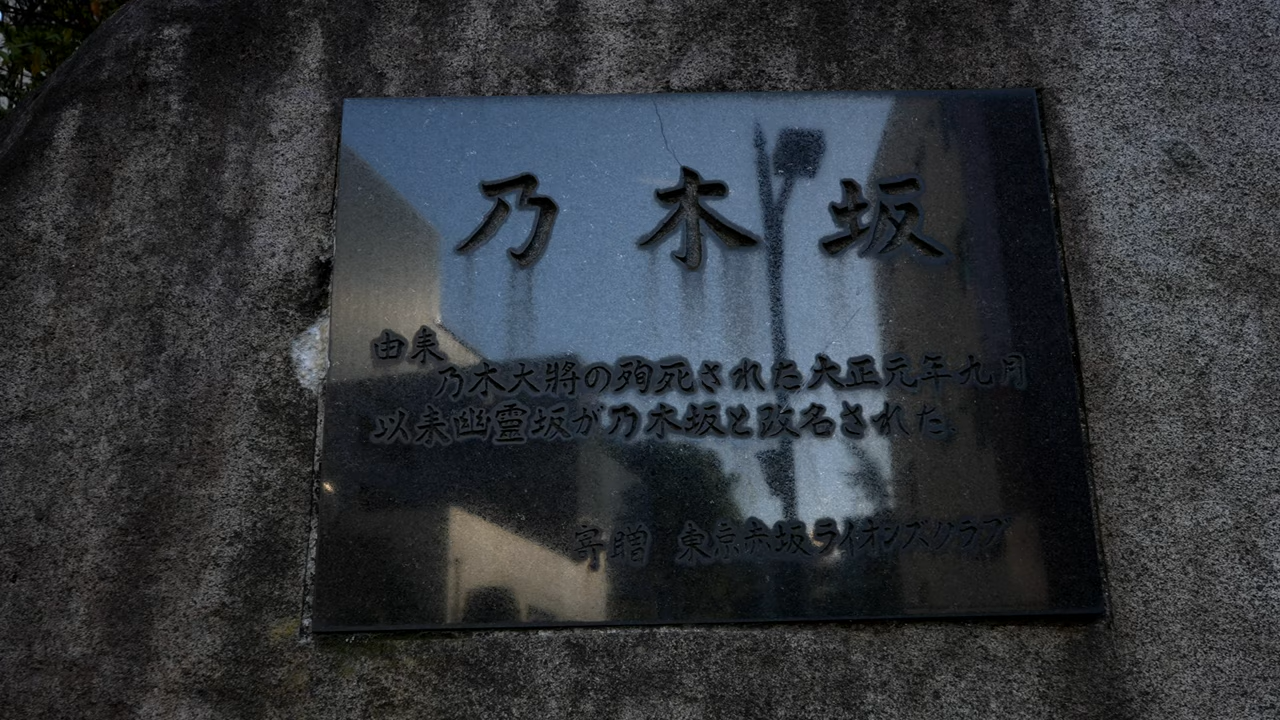 乃木坂
由来
乃木大將の殉死された大正元年九月
以来幽霊坂が乃木坂と改名された。
寄贈 東京赤坂ライオンズクラブ